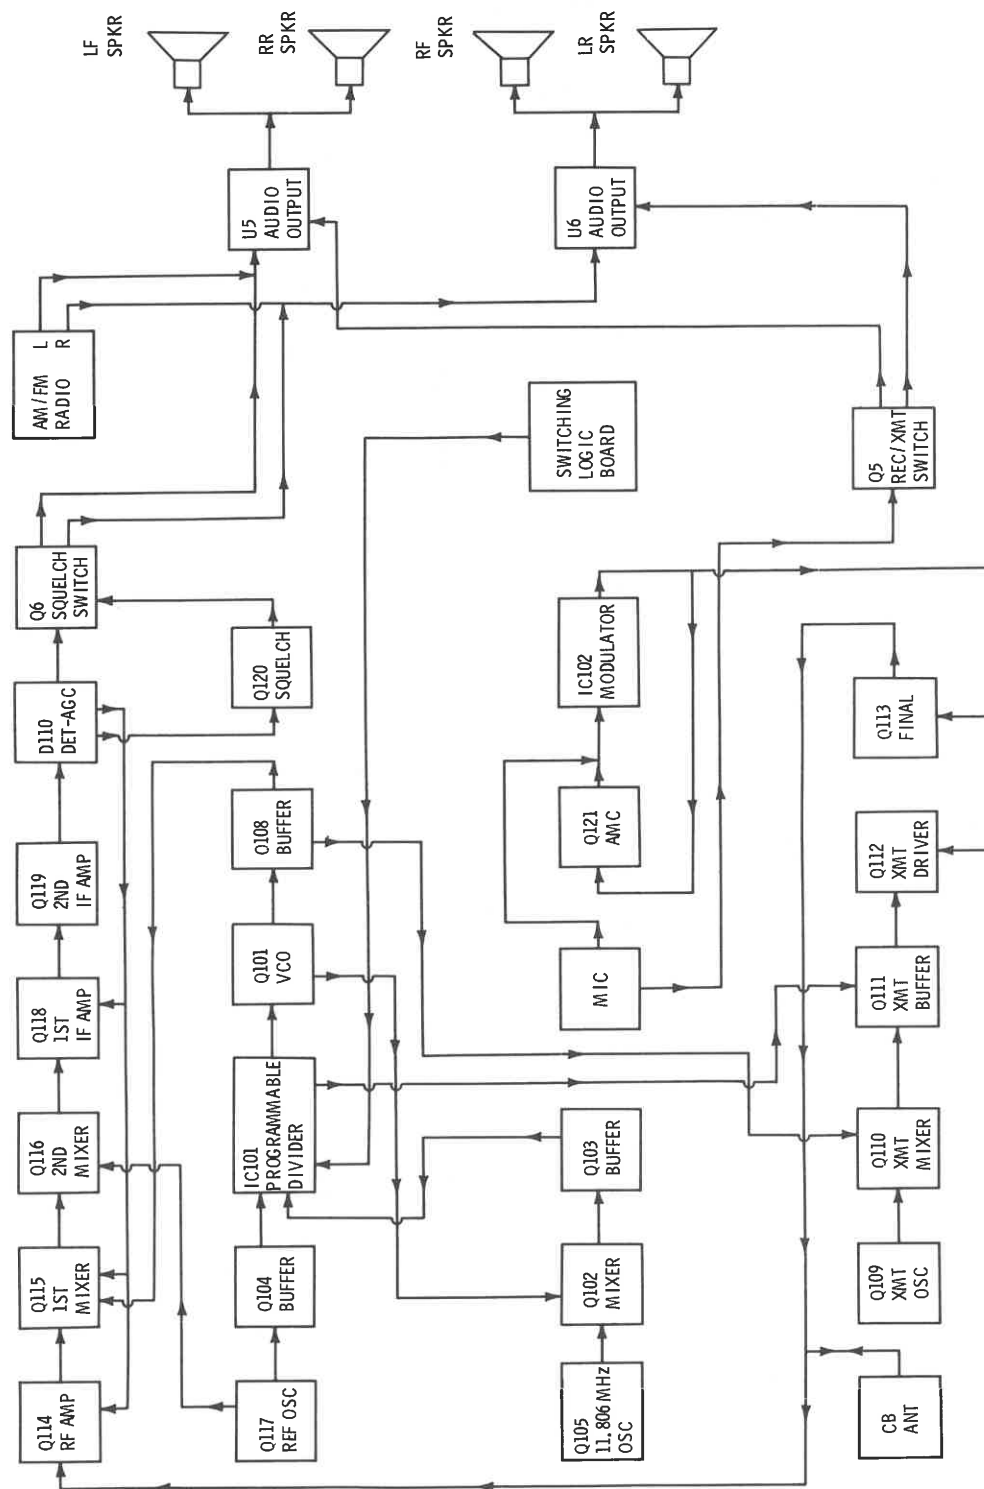 LF
SPKR
RR
SPKR
RF
SPKR
LR
SPKR
U5
AUDIO
OUTPUT
U6
AUDIO
OUTPUT
AM/FM
RADIO
L
R
SWITCHING
LOGIC
BOARD
Q5
REC/XMT
SWITCH
Q6
SQUELCH
SWITCH
D110
DET-AGC
Q120
SQUELCH
IC102
MODULATOR
Q113
FINAL
Q119
2ND
IF AMP
Q108
BUFFER
Q121
AMC
Q112
XMT
DRIVER
Q118
1ST
IF AMP
Q101
VCO
MIC
Q111
XMT
BUFFER
Q116
2ND
MIXER
IC101
PROGRAMMABLE
DIVIDER
Q103
BUFFER
Q110
XMT
MIXER
Q115
1ST
MIXER
Q104
BUFFER
Q102
MIXER
Q109
XMT
OSC
Q114
RF AMP
Q117
REF OSC
Q105
11.806 MHz
OSC
CB
ANT